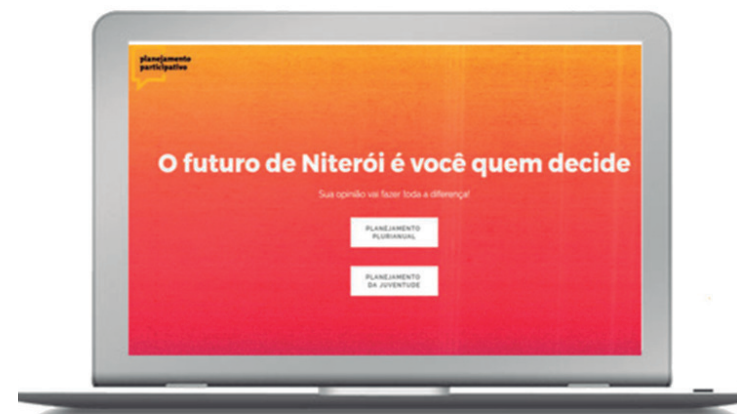 planejamento
participativo
O futuro de Niterói é você quem decide
Sua opinião vai fazer toda a diferença!
PLANEJAMENTO
PLURIANUAL
PLANEJAMENTO
DA JUVENTUDE